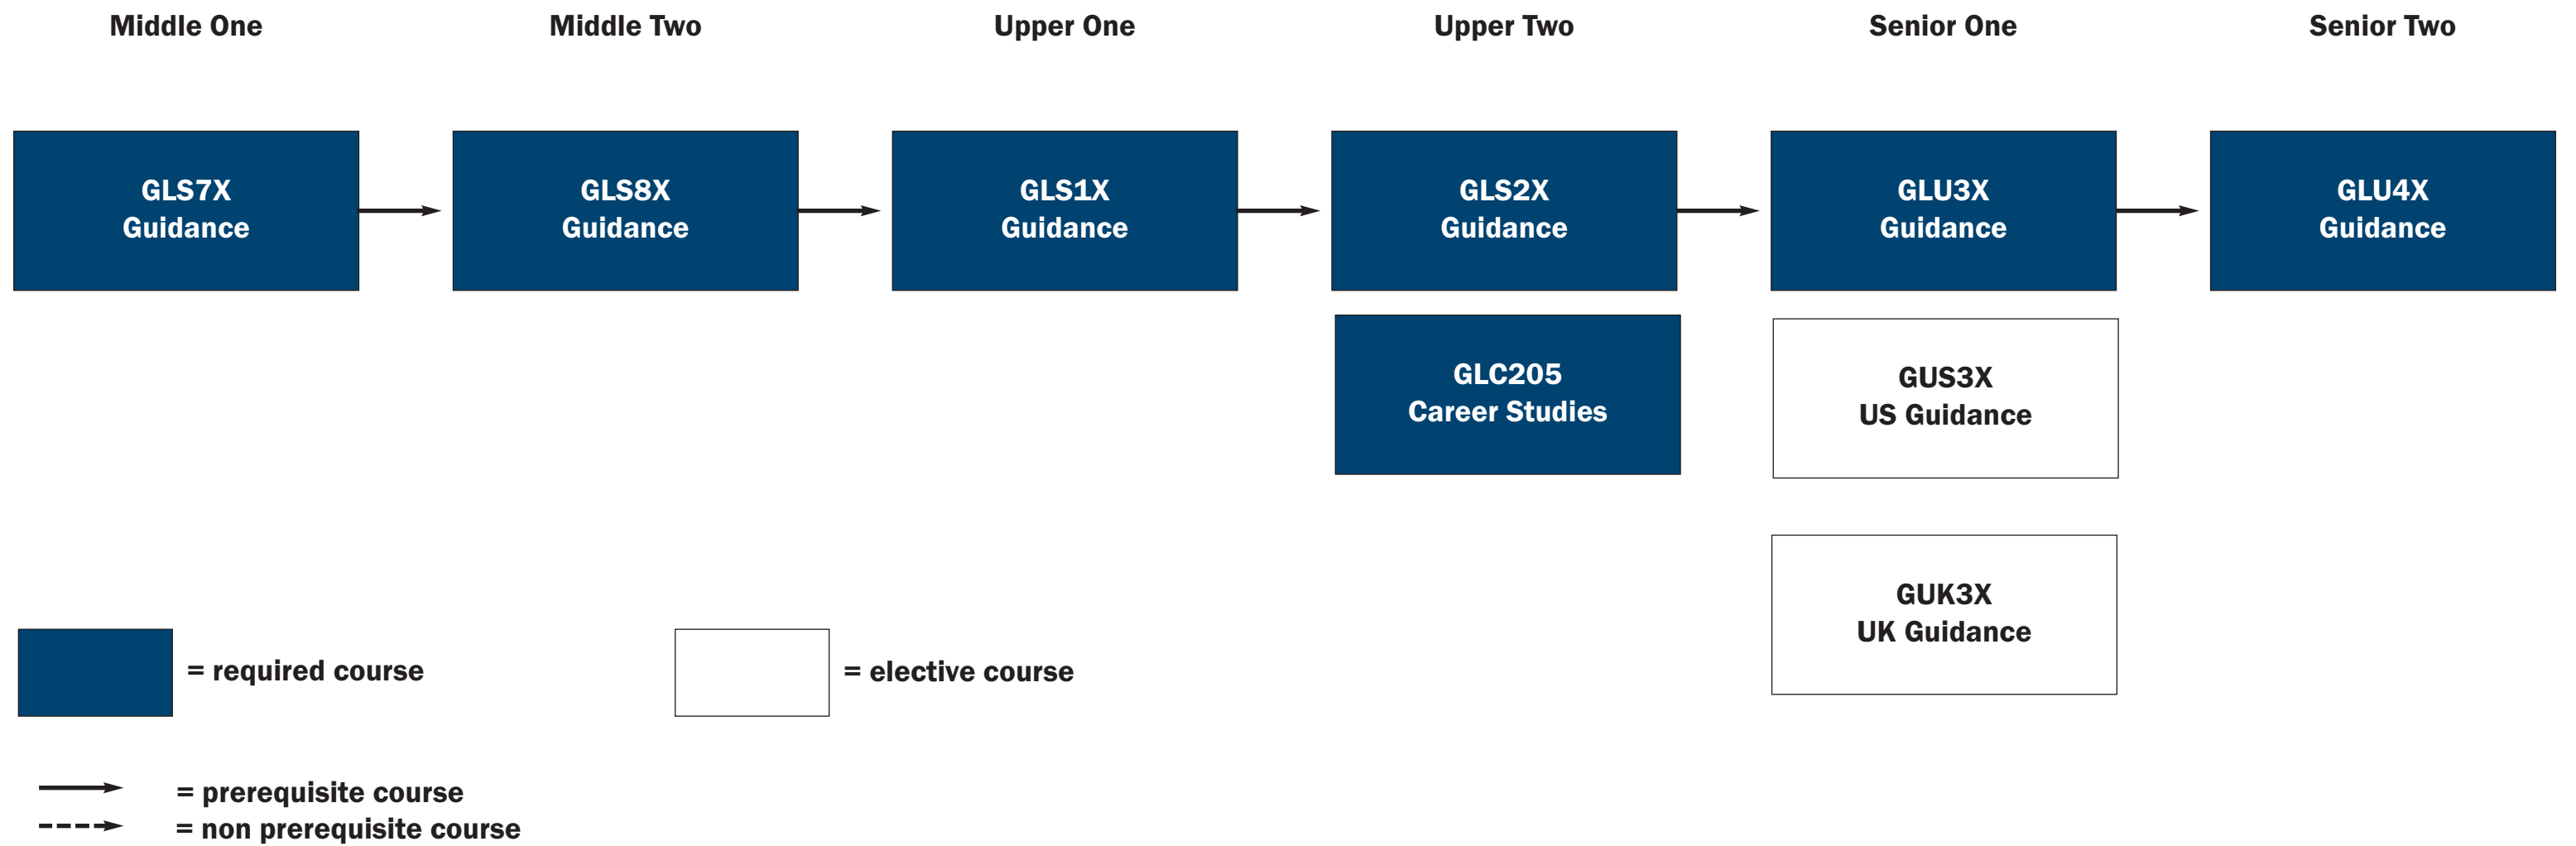 Middle One
Middle Two
Upper One
Upper Two
Senior One
Senior Two
GLS7X
Guidance
GLS8X
Guidance
GLS1X
Guidance
GLS2X
Guidance
GLU3X
Guidance
GLU4X
Guidance
GLC205
Career Studies
GUS3X
US Guidance
GUK3X
UK Guidance
= required course
= elective course
= prerequisite course
= non prerequisite course